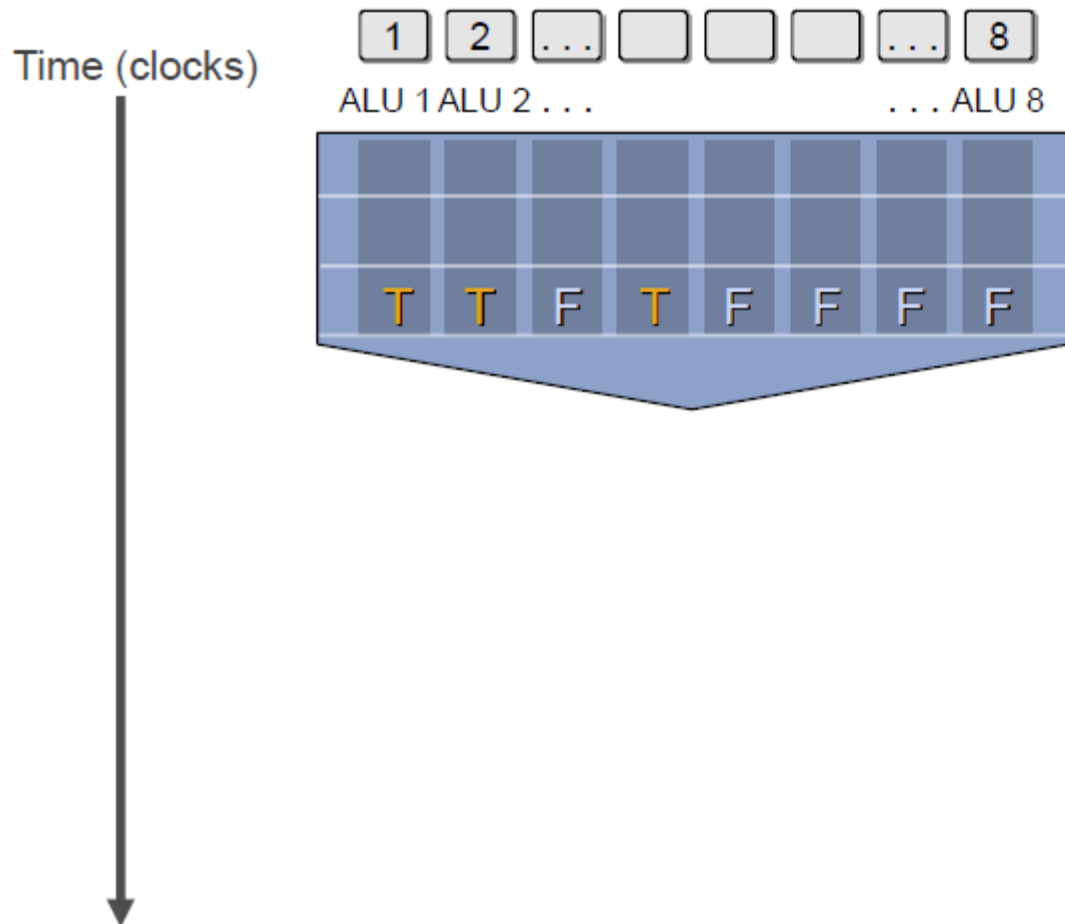 1 2 ... ... 8
Time (clocks)
ALU 1 ALU 2 . . . . . . ALU 8
T T F T F F F F